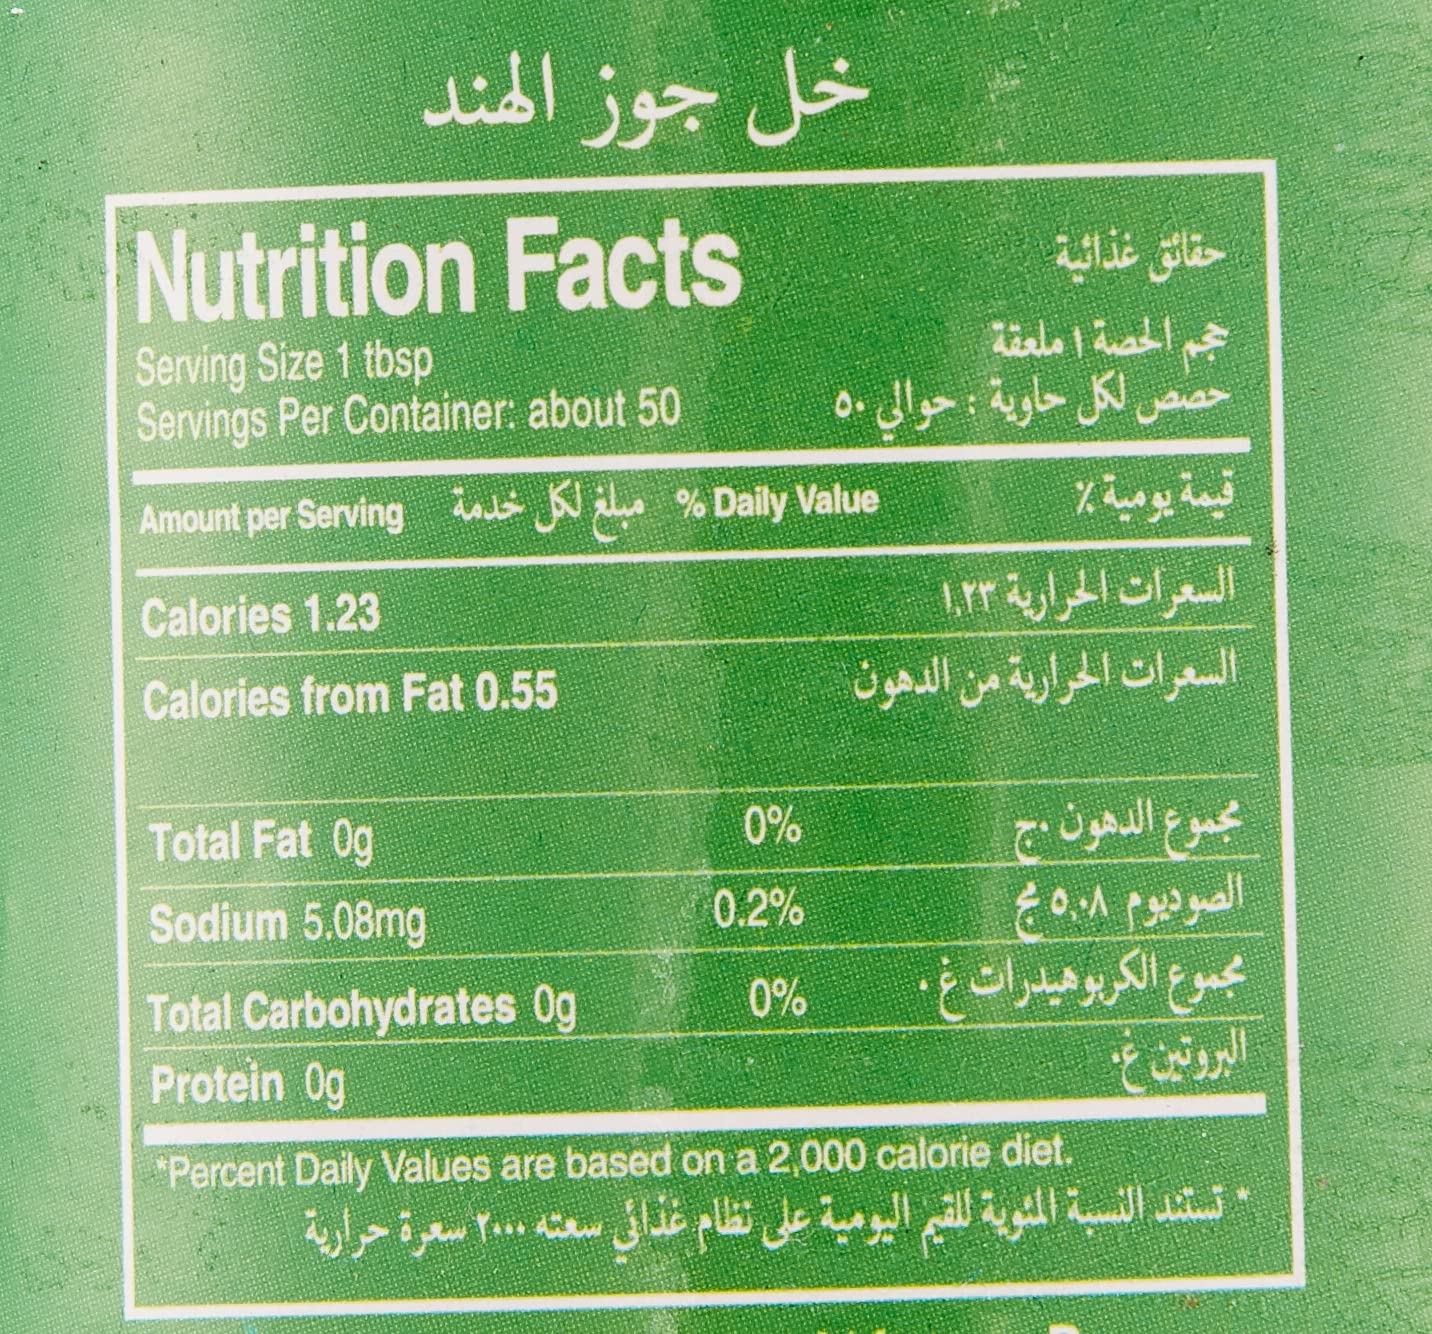 خل جوز الهند
Nutrition Facts حقائق غذائية
Serving Size 1 tbsp حجم الحصة ١ ملعقة
Servings Per Container: about 50 حصص لكل حاوية : حوالي ٥٠
Amount per Serving مبلغ لكل خدمة % Daily Value قيمة يومية ٪
Calories 1.23 السعرات الحرارية ١,٢٣
Calories from Fat 0.55 السعرات الحرارية من الدهون
Total Fat 0g 0% مجموع الدهون ٠ج
Sodium 5.08mg 0.2% الصوديوم ٥,٠٨ مج
Total Carbohydrates 0g 0% مجموع الكربوهيدرات غ ٠
Protein 0g البروتين غ٠
*Percent Daily Values are based on a 2,000 calorie diet.
* تستند النسبة المئوية للقيم اليومية على نظام غذائي سعته ٢٠٠٠ سعرة حرارية